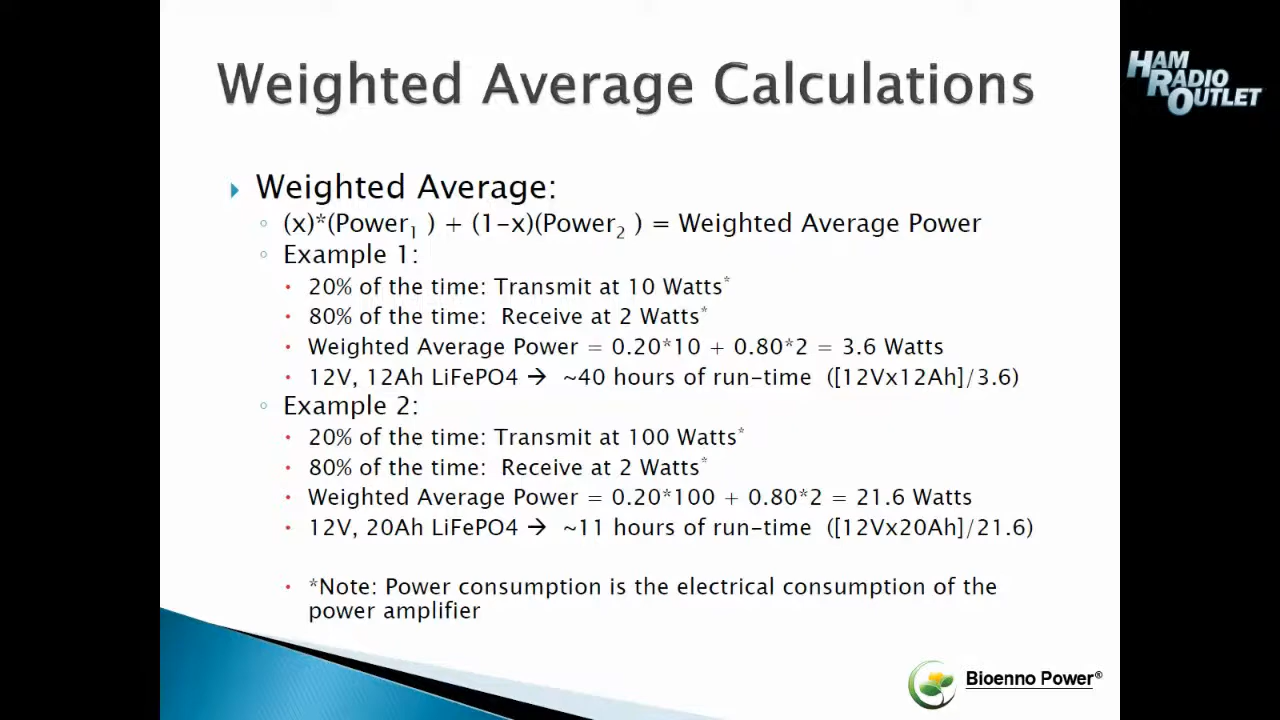 Weighted Average Calculations
HAM
RADIO
OUTLET
Weighted Average:
(x)*(Power1 ) + (1-x)(Power2 ) = Weighted Average Power
Example 1:
20% of the time: Transmit at 10 Watts*
80% of the time:  Receive at 2 Watts*
Weighted Average Power = 0.20*10 + 0.80*2 = 3.6 Watts
12V, 12Ah LiFePO4 → ~40 hours of run-time  ([12Vx12Ah]/3.6)
Example 2:
20% of the time: Transmit at 100 Watts*
80% of the time:  Receive at 2 Watts*
Weighted Average Power = 0.20*100 + 0.80*2 = 21.6 Watts
12V, 20Ah LiFePO4 → ~11 hours of run-time  ([12Vx20Ah]/21.6)
*Note: Power consumption is the electrical consumption of the
power amplifier
Bioenno Power®